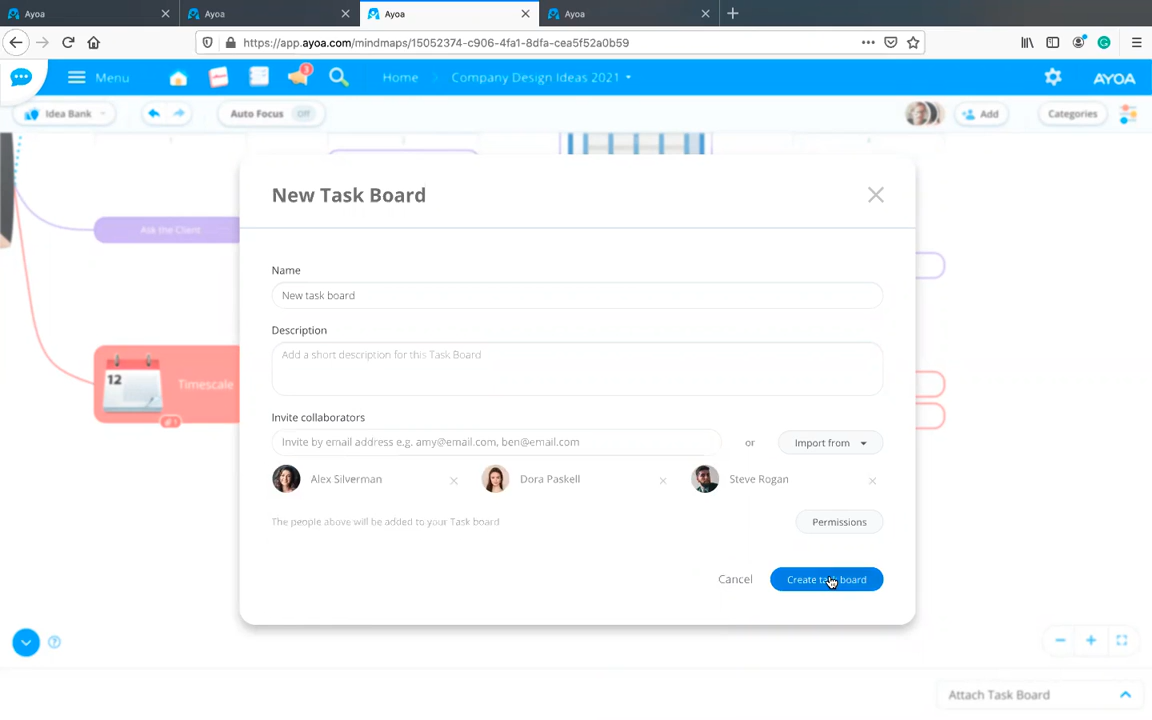 Ayoa
Ayoa
Ayoa
Ayoa
https://app.ayoa.com/mindmaps/15052374-c906-4fa1-8dfa-cea5f52a0b59
Menu
3
Home
Company Design Ideas 2021
AYOA
Idea Bank
Auto Focus
Off
Add
Categories
New Task Board
Ask the Client
Name
New task board
Description
Add a short description for this Task Board
12
Timescale
Invite collaborators
Invite by email address e.g. amy@email.com, ben@email.com
or
Import from
Alex Silverman
Dora Paskell
Steve Rogan
The people above will be added to your Task board
Permissions
Cancel
Create task board
Attach Task Board